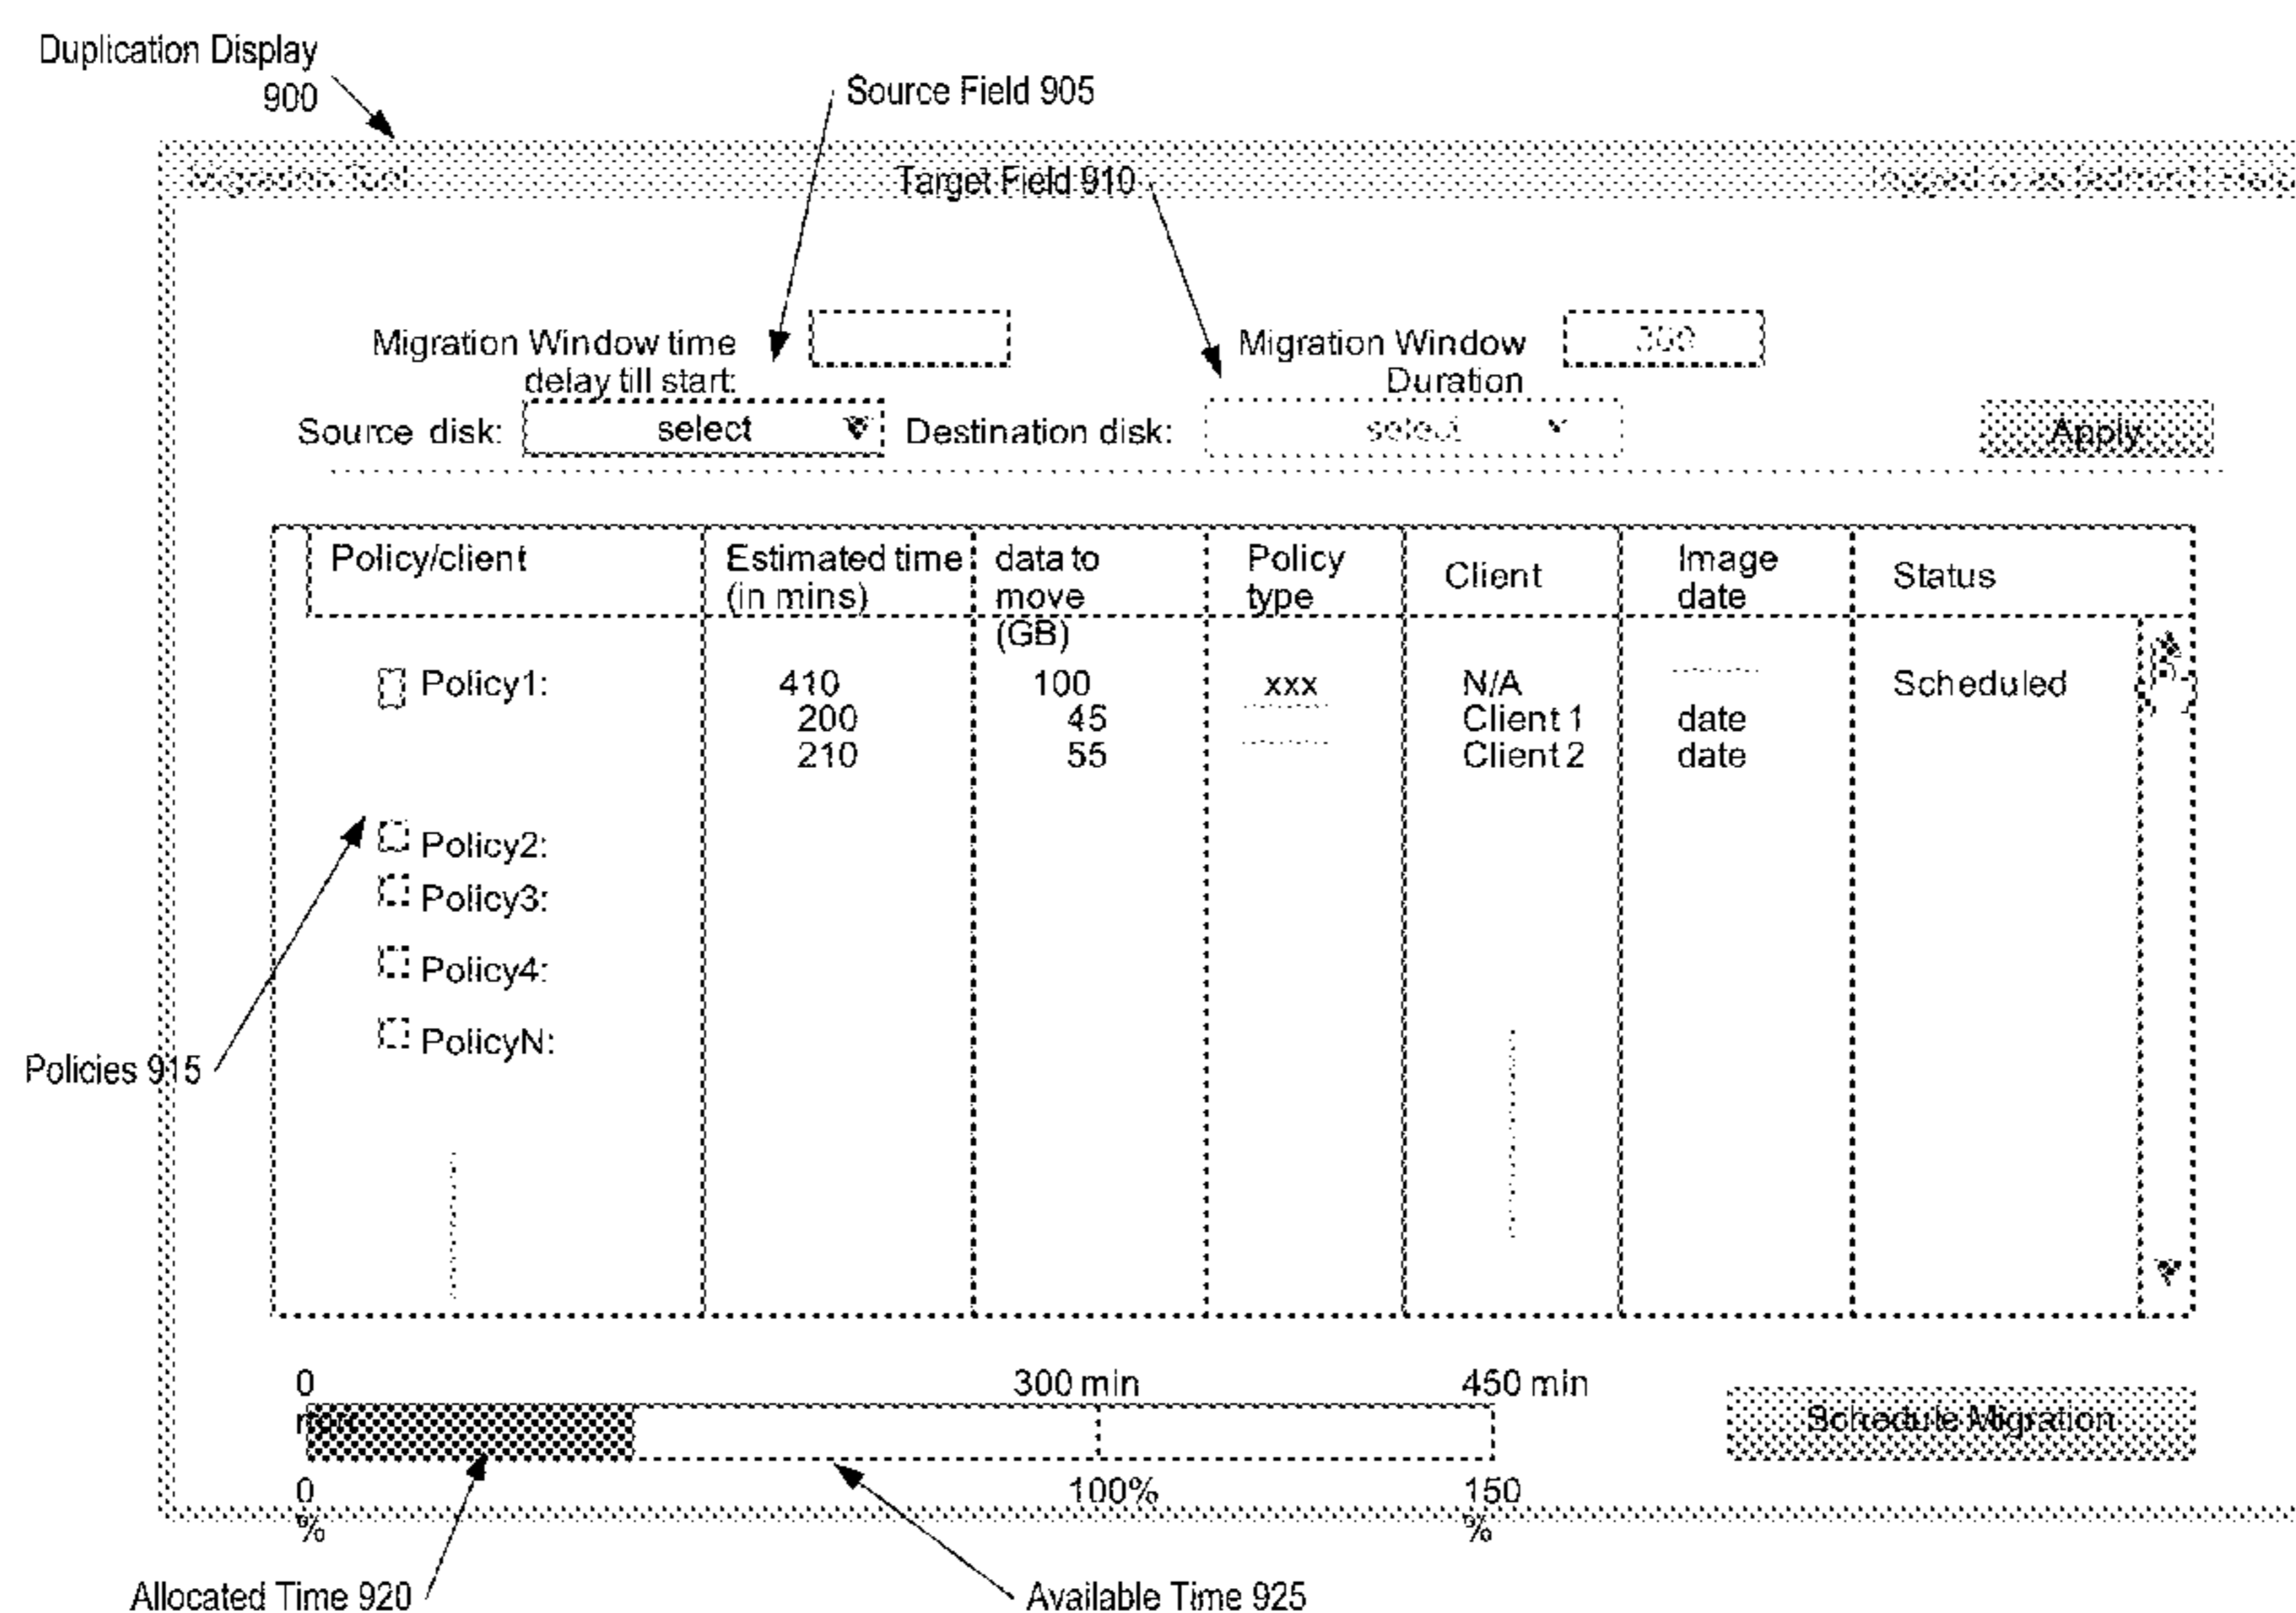 Duplication Display
900
Source Field 905
Migration Tool
Target Field 910
Migration Window time
delay till start:
Migration Window
Duration
300
Source disk:
select
Destination disk:
select
Apply
Policy/client
Estimated time
(in mins)
data to
move
(GB)
Policy
type
Client
Image
date
Status
Policy1:
410
100
xxx
N/A
Scheduled
200
45
Client 1
date
210
55
Client 2
date
Policy2:
Policy3:
Policy4:
PolicyN:
Policies 915
0
300 min
450 min
Schedule Migration
0
%
100%
150
%
Allocated Time 920
Available Time 925